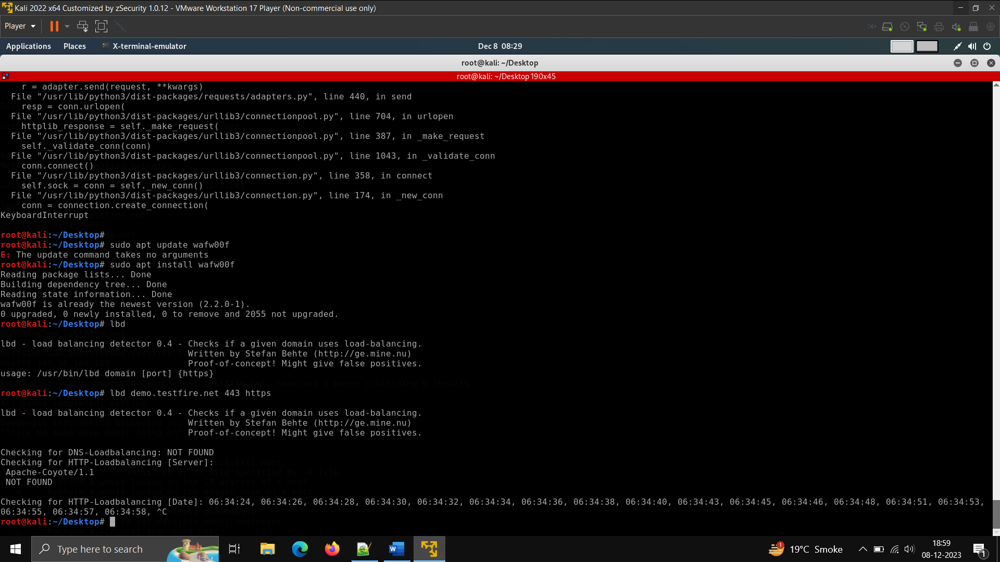 Kali 2022 x64 Customized by zSecurity 1.0.12 - VMware Workstation 17 Player (Non-commercial use only)
Player
Applications Places X-terminal-emulator Dec 8 08:29
root@kali: ~/Desktop
root@kali: ~/Desktop 190x45
    r = adapter.send(request, **kwargs)
  File "/usr/lib/python3/dist-packages/requests/adapters.py", line 440, in send
    resp = conn.urlopen(
  File "/usr/lib/python3/dist-packages/urllib3/connectionpool.py", line 704, in urlopen
    httplib_response = self._make_request(
  File "/usr/lib/python3/dist-packages/urllib3/connectionpool.py", line 387, in _make_request
    self._validate_conn(conn)
  File "/usr/lib/python3/dist-packages/urllib3/connectionpool.py", line 1043, in _validate_conn
    conn.connect()
  File "/usr/lib/python3/dist-packages/urllib3/connection.py", line 358, in connect
    self.sock = conn = self._new_conn()
  File "/usr/lib/python3/dist-packages/urllib3/connection.py", line 174, in _new_conn
    conn = connection.create_connection(
KeyboardInterrupt
root@kali:~/Desktop#
root@kali:~/Desktop# sudo apt update wafw00f
E: The update command takes no arguments
root@kali:~/Desktop# sudo apt install wafw00f
Reading package lists... Done
Building dependency tree... Done
Reading state information... Done
wafw00f is already the newest version (2.2.0-1).
0 upgraded, 0 newly installed, 0 to remove and 2055 not upgraded.
root@kali:~/Desktop# lbd
lbd - load balancing detector 0.4 - Checks if a given domain uses load-balancing.
                                    Written by Stefan Behte (http://ge.mine.nu)
                                    Proof-of-concept! Might give false positives.
usage: /usr/bin/lbd domain [port] {https}
root@kali:~/Desktop# lbd demo.testfire.net 443 https
lbd - load balancing detector 0.4 - Checks if a given domain uses load-balancing.
                                    Written by Stefan Behte (http://ge.mine.nu)
                                    Proof-of-concept! Might give false positives.
Checking for DNS-Loadbalancing: NOT FOUND
Checking for HTTP-Loadbalancing [Server]:
 Apache-Coyote/1.1
 NOT FOUND
Checking for HTTP-Loadbalancing [Date]: 06:34:24, 06:34:26, 06:34:28, 06:34:30, 06:34:32, 06:34:34, 06:34:36, 06:34:38, 06:34:40, 06:34:43, 06:34:45, 06:34:46, 06:34:48, 06:34:51, 06:34:53,
06:34:55, 06:34:57, 06:34:58, ^C
root@kali:~/Desktop#
Type here to search
1
19°C Smoke
18:59
08-12-2023
1